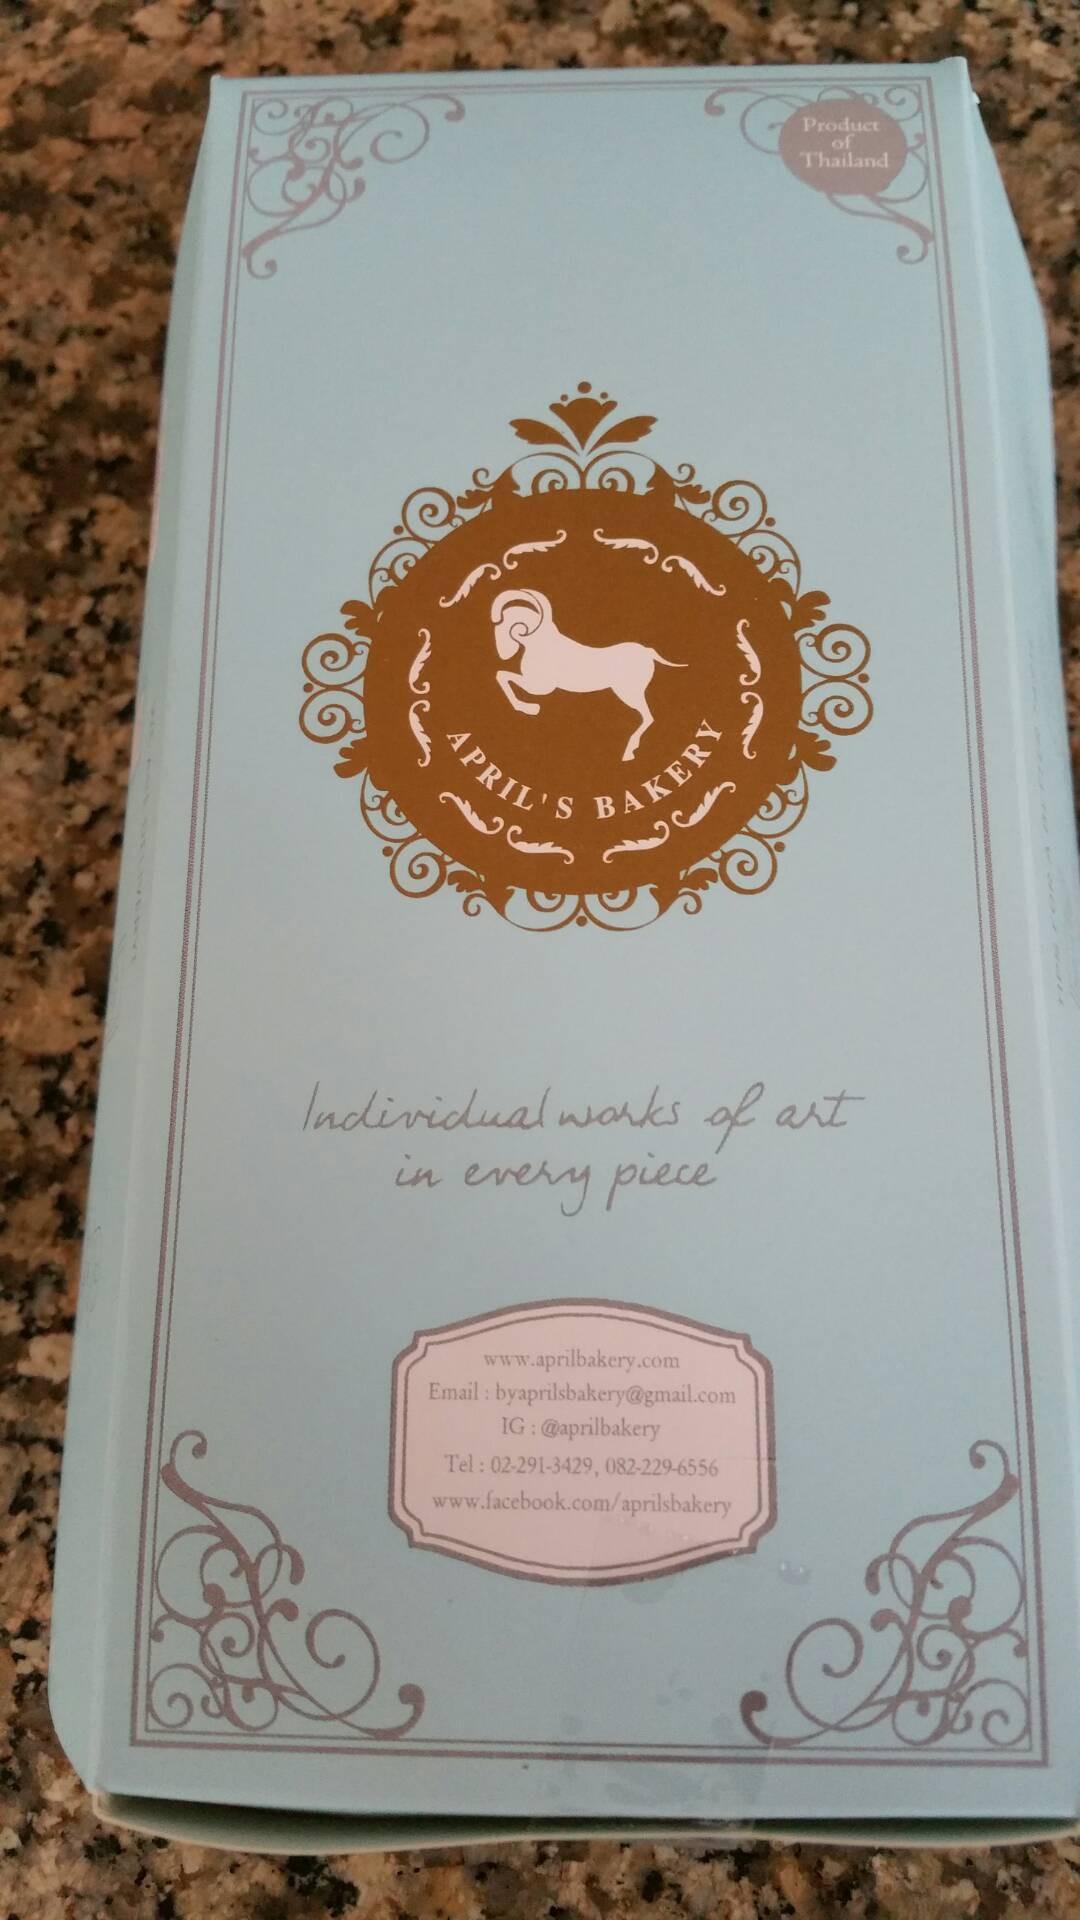 Product
of
Thailand
APRIL'S BAKERY
Individual works of art
in every piece
www.aprilbakery.com
Email : byaprilsbakery@gmail.com
IG : @aprilbakery
Tel : 02-291-3429, 082-229-6556
www.facebook.com/aprilsbakery